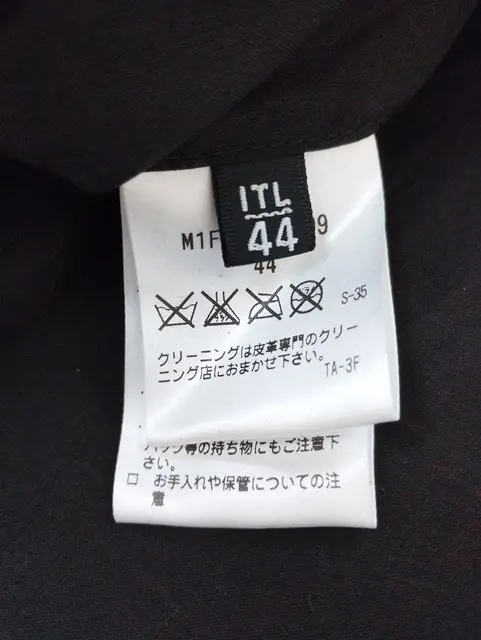 ITL
44
M1F
9
44
S-35
クリーニングは皮革専門のクリー
ニング店におまかせ下さい。
TA-3F
バッグ等の持ち物にもご注意下
さい。
□ お手入れや保管についての注
意